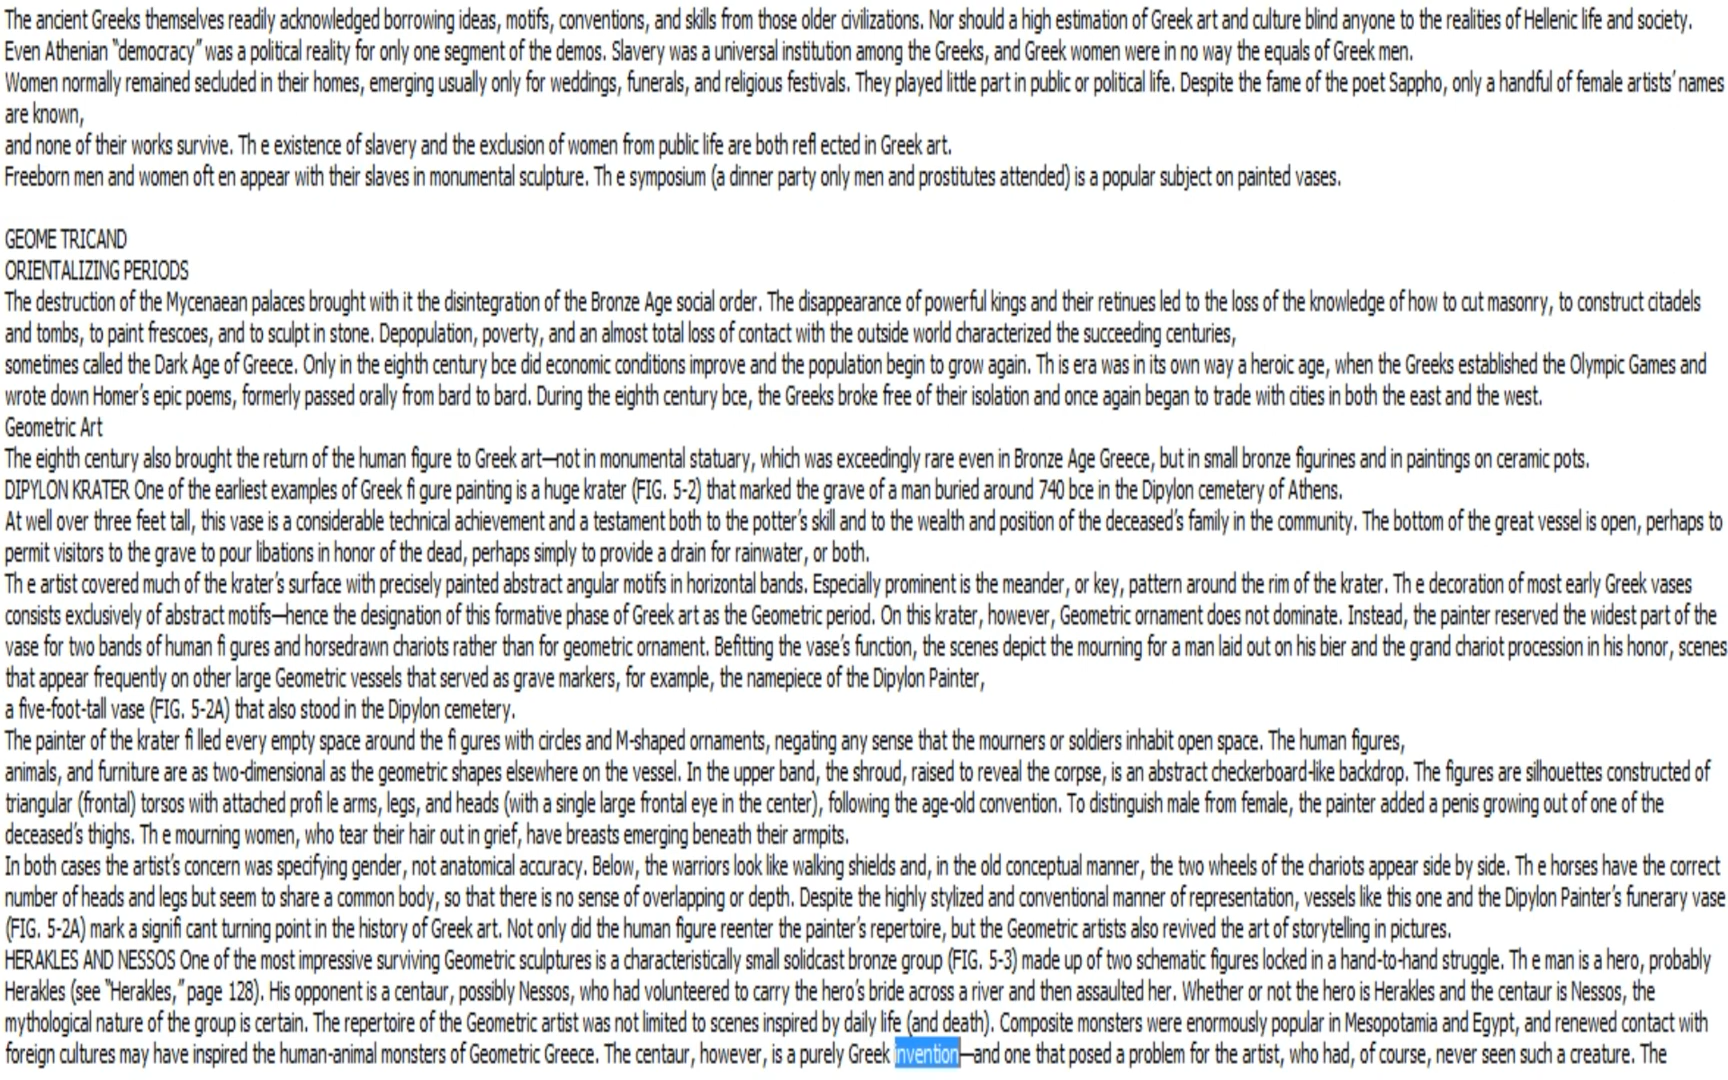 The ancient Greeks themselves readily acknowledged borrowing ideas, motifs, conventions, and skills from those older civilizations. Nor should a high estimation of Greek art and culture blind anyone to the realities of Hellenic life and society.
Even Athenian “democracy” was a political reality for only one segment of the demos. Slavery was a universal institution among the Greeks, and Greek women were in no way the equals of Greek men.
Women normally remained secluded in their homes, emerging usually only for weddings, funerals, and religious festivals. They played little part in public or political life. Despite the fame of the poet Sappho, only a handful of female artists’ names
are known,
and none of their works survive. Th e existence of slavery and the exclusion of women from public life are both refl ected in Greek art.
Freeborn men and women oft en appear with their slaves in monumental sculpture. Th e symposium (a dinner party only men and prostitutes attended) is a popular subject on painted vases.
GEOME TRICAND
ORIENTALIZING PERIODS
The destruction of the Mycenaean palaces brought with it the disintegration of the Bronze Age social order. The disappearance of powerful kings and their retinues led to the loss of the knowledge of how to cut masonry, to construct citadels
and tombs, to paint frescoes, and to sculpt in stone. Depopulation, poverty, and an almost total loss of contact with the outside world characterized the succeeding centuries,
sometimes called the Dark Age of Greece. Only in the eighth century bce did economic conditions improve and the population begin to grow again. Th is era was in its own way a heroic age, when the Greeks established the Olympic Games and
wrote down Homer’s epic poems, formerly passed orally from bard to bard. During the eighth century bce, the Greeks broke free of their isolation and once again began to trade with cities in both the east and the west.
Geometric Art
The eighth century also brought the return of the human figure to Greek art—not in monumental statuary, which was exceedingly rare even in Bronze Age Greece, but in small bronze figurines and in paintings on ceramic pots.
DIPYLON KRATER One of the earliest examples of Greek fi gure painting is a huge krater (FIG. 5-2) that marked the grave of a man buried around 740 bce in the Dipylon cemetery of Athens.
At well over three feet tall, this vase is a considerable technical achievement and a testament both to the potter’s skill and to the wealth and position of the deceased’s family in the community. The bottom of the great vessel is open, perhaps to
permit visitors to the grave to pour libations in honor of the dead, perhaps simply to provide a drain for rainwater, or both.
Th e artist covered much of the krater’s surface with precisely painted abstract angular motifs in horizontal bands. Especially prominent is the meander, or key, pattern around the rim of the krater. Th e decoration of most early Greek vases
consists exclusively of abstract motifs—hence the designation of this formative phase of Greek art as the Geometric period. On this krater, however, Geometric ornament does not dominate. Instead, the painter reserved the widest part of the
vase for two bands of human fi gures and horsedrawn chariots rather than for geometric ornament. Befitting the vase’s function, the scenes depict the mourning for a man laid out on his bier and the grand chariot procession in his honor, scenes
that appear frequently on other large Geometric vessels that served as grave markers, for example, the namepiece of the Dipylon Painter,
a five-foot-tall vase (FIG. 5-2A) that also stood in the Dipylon cemetery.
The painter of the krater fi lled every empty space around the fi gures with circles and M-shaped ornaments, negating any sense that the mourners or soldiers inhabit open space. The human figures,
animals, and furniture are as two-dimensional as the geometric shapes elsewhere on the vessel. In the upper band, the shroud, raised to reveal the corpse, is an abstract checkerboard-like backdrop. The figures are silhouettes constructed of
triangular (frontal) torsos with attached profi le arms, legs, and heads (with a single large frontal eye in the center), following the age-old convention. To distinguish male from female, the painter added a penis growing out of one of the
deceased’s thighs. Th e mourning women, who tear their hair out in grief, have breasts emerging beneath their armpits.
In both cases the artist’s concern was specifying gender, not anatomical accuracy. Below, the warriors look like walking shields and, in the old conceptual manner, the two wheels of the chariots appear side by side. Th e horses have the correct
number of heads and legs but seem to share a common body, so that there is no sense of overlapping or depth. Despite the highly stylized and conventional manner of representation, vessels like this one and the Dipylon Painter’s funerary vase
(FIG. 5-2A) mark a signifi cant turning point in the history of Greek art. Not only did the human figure reenter the painter’s repertoire, but the Geometric artists also revived the art of storytelling in pictures.
HERAKLES AND NESSOS One of the most impressive surviving Geometric sculptures is a characteristically small solidcast bronze group (FIG. 5-3) made up of two schematic figures locked in a hand-to-hand struggle. Th e man is a hero, probably
Herakles (see “Herakles,” page 128). His opponent is a centaur, possibly Nessos, who had volunteered to carry the hero’s bride across a river and then assaulted her. Whether or not the hero is Herakles and the centaur is Nessos, the
mythological nature of the group is certain. The repertoire of the Geometric artist was not limited to scenes inspired by daily life (and death). Composite monsters were enormously popular in Mesopotamia and Egypt, and renewed contact with
foreign cultures may have inspired the human-animal monsters of Geometric Greece. The centaur, however, is a purely Greek invention—and one that posed a problem for the artist, who had, of course, never seen such a creature. The